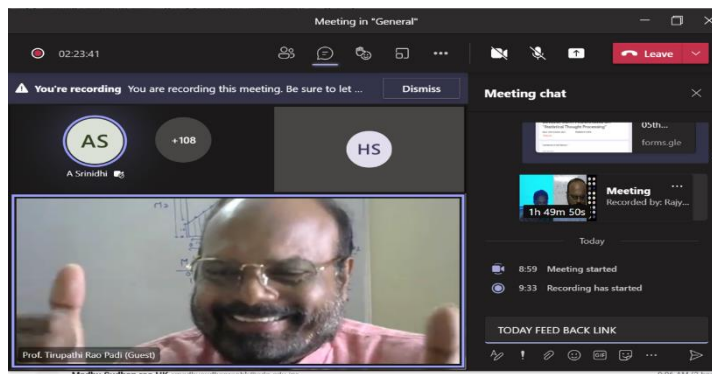 Meeting in "General"
02:23:41
Leave
You're recording You are recording this meeting. Be sure to let ...
Dismiss
AS
A Srinidhi
+108
HS
Prof. Tirupathi Rao Padi (Guest)
Meeting chat
05th...
forms.gle
1h 49m 50s
Meeting
Recorded by: Rajy...
Today
8:59 Meeting started
9:33 Recording has started
TODAY FEED BACK LINK
GIF